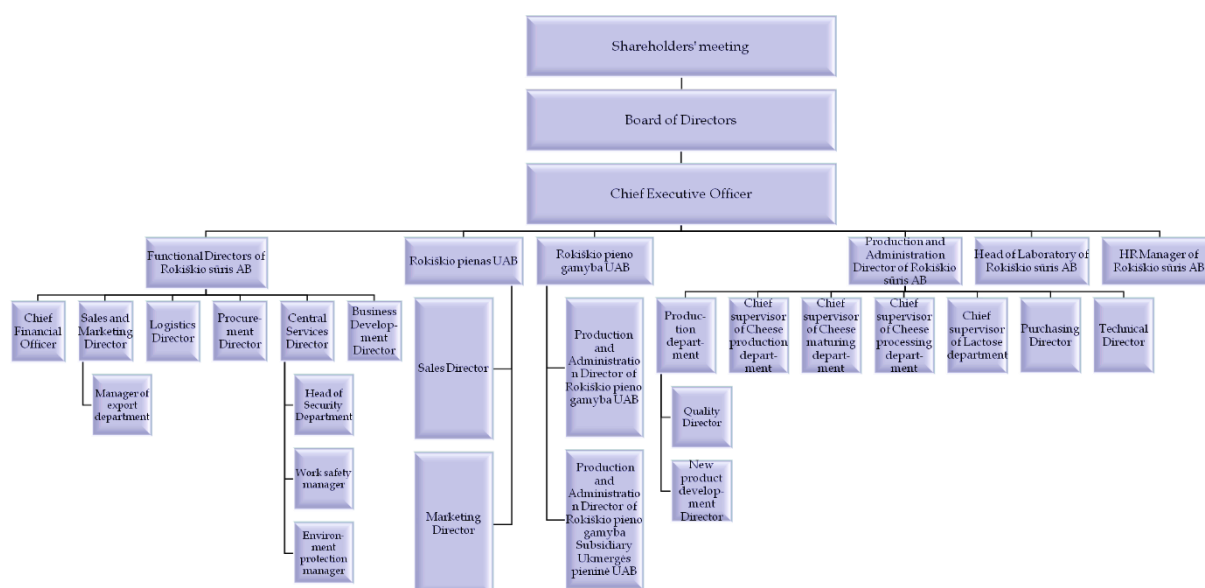 Shareholders' meeting
Board of Directors
Chief Executive Officer
Functional Directors of
Rokiškio sūris AB
Rokiškio pienas UAB
Rokiškio pieno
gamyba UAB
Production and
Administration
Director of Rokiškio
sūris AB
Head of Laboratory of
Rokiškio sūris AB
HR Manager of
Rokiškio sūris AB
Chief
Financial
Officer
Sales and
Marketing
Director
Logistics
Director
Procure-
ment
Director
Central
Services
Director
Business
Develop-
ment
Director
Produc-
tion
depart-
ment
Chief
supervisor
of Cheese
production
depart-
ment
Chief
supervisor
of Cheese
maturing
depart-
ment
Chief
supervisor
of Cheese
processing
depart-
ment
Chief
supervisor
of Lactose
department
Purchasing
Director
Technical
Director
Manager of
export
department
Head of
Security
Department
Work safety
manager
Environ-
ment
protection
manager
Sales Director
Marketing
Director
Production
and
Administratio
n Director of
Rokiškio pieno
gamyba UAB
Production
and
Administratio
n Director of
Rokiškio pieno
gamyba
Subsidiary
Ukmergės
pieninė UAB
Quality
Director
New
product
develop-
ment
Director